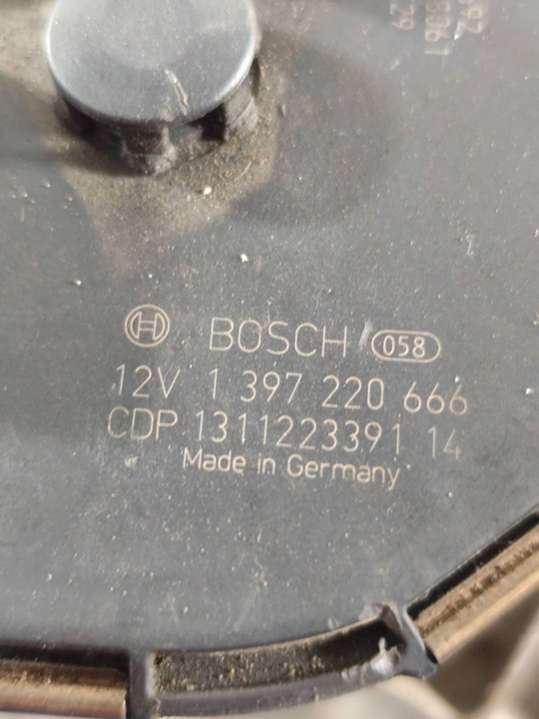 BOSCH 058
12V 1 397 220 666
CDP 1311223391 14
Made in Germany